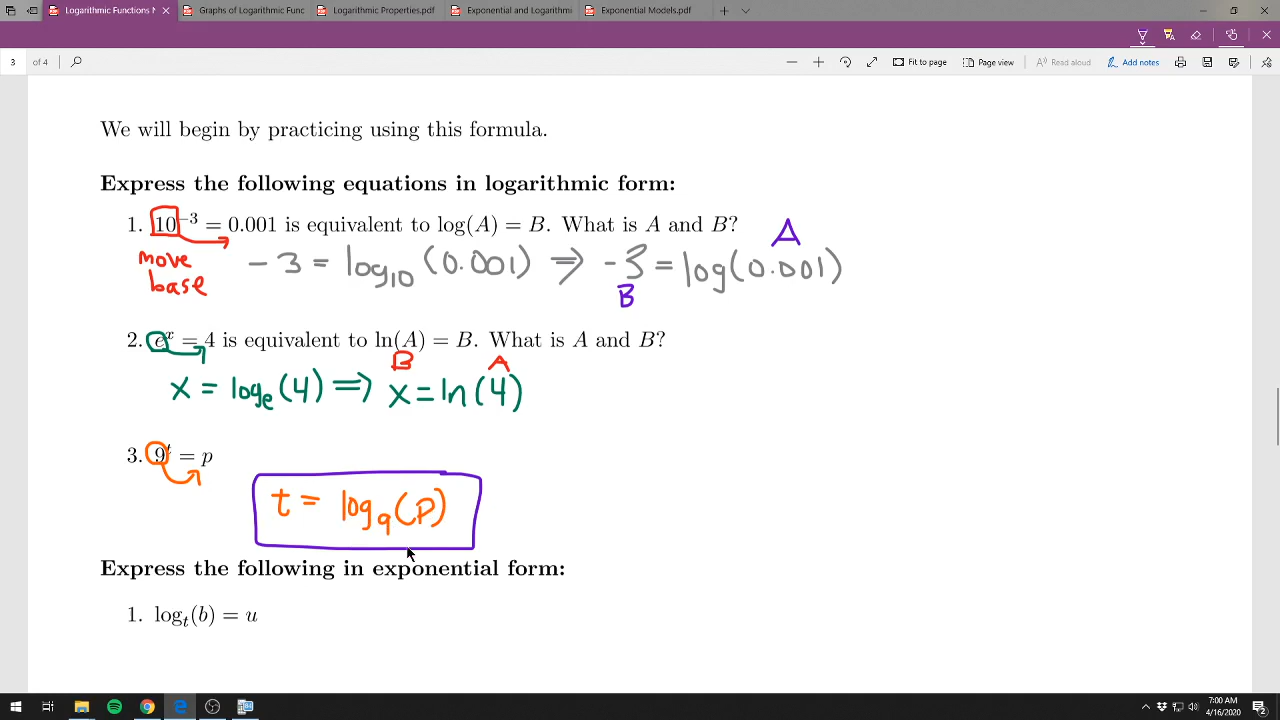 Logarithmic Functions N
Graphs of Logarithmic Func
Logarithmic Properties.pdf
Exponential and Logarithmi
Exponential Models.pdf
3 of 4
Fit to page
Page view
Read aloud
Add notes
We will begin by practicing using this formula.
Express the following equations in logarithmic form:
1. 10⁻³ = 0.001 is equivalent to log(A) = B. What is A and B?
A
move base
-3 = log₁₀(0.001) ⇒ -3 = log(0.001)
B
2. eˣ = 4 is equivalent to ln(A) = B. What is A and B?
B A
x = logₑ(4) ⇒ x = ln(4)
3. 9ᵗ = p
t = log₉(p)
Express the following in exponential form:
1. logₜ(b) = u
7:00 AM
4/16/2020
2